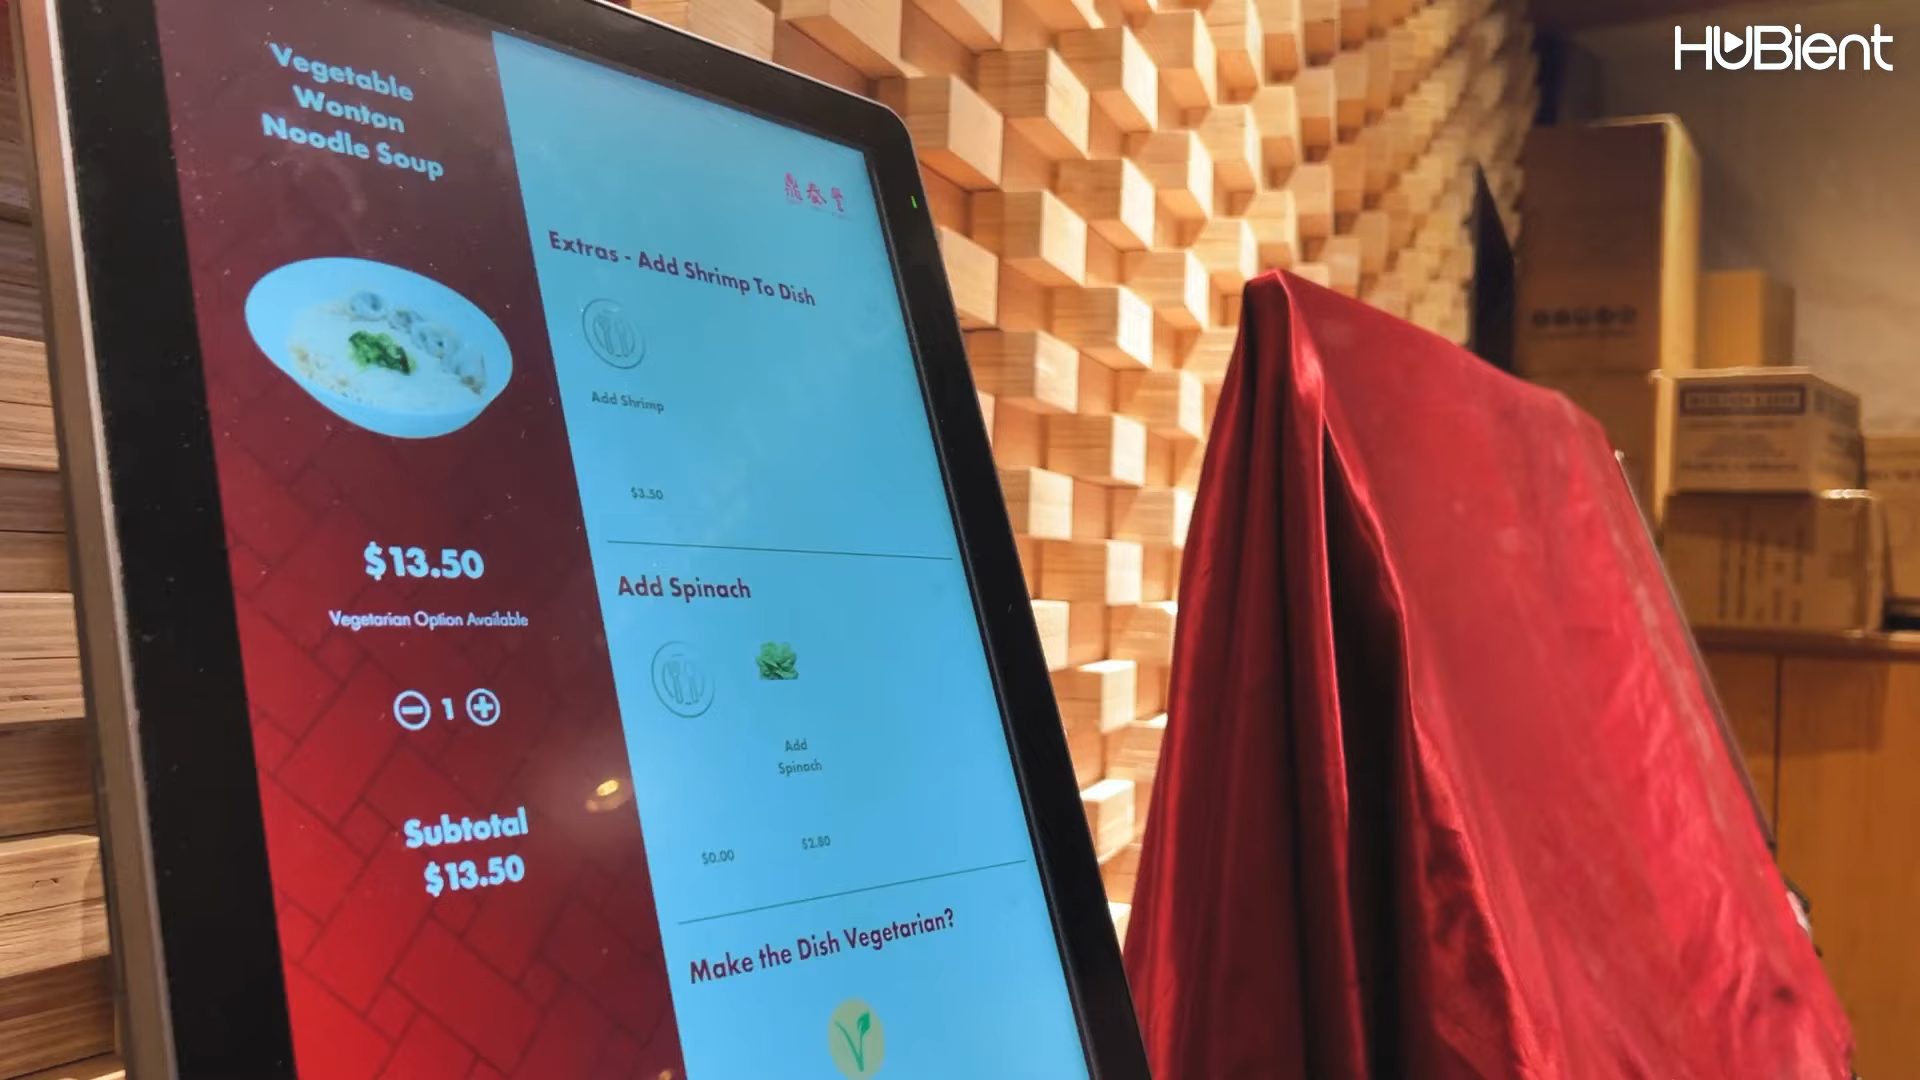 HUBient
Vegetable
Wonton
Noodle Soup
$13.50
Vegetarian Option Available
1
Subtotal
$13.50
Extras - Add Shrimp To Dish
Add Shrimp
$3.50
Add Spinach
Add
Spinach
$0.00 $2.80
Make the Dish Vegetarian?